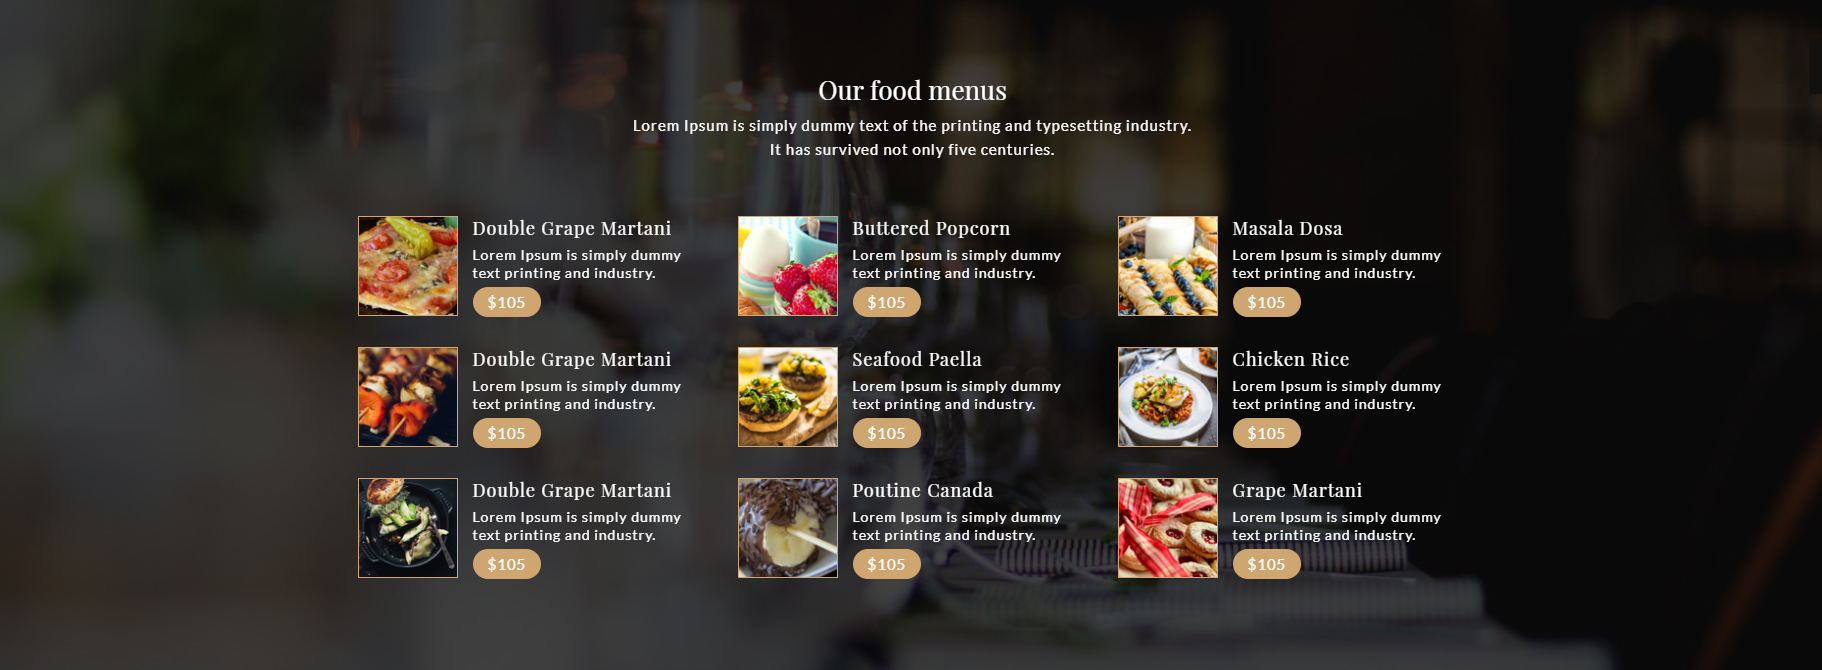 Our food menus
Lorem Ipsum is simply dummy text of the printing and typesetting industry.
It has survived not only five centuries.
Double Grape Martani
Lorem Ipsum is simply dummy
text printing and industry.
$105
Buttered Popcorn
Lorem Ipsum is simply dummy
text printing and industry.
$105
Masala Dosa
Lorem Ipsum is simply dummy
text printing and industry.
$105
Double Grape Martani
Lorem Ipsum is simply dummy
text printing and industry.
$105
Seafood Paella
Lorem Ipsum is simply dummy
text printing and industry.
$105
Chicken Rice
Lorem Ipsum is simply dummy
text printing and industry.
$105
Double Grape Martani
Lorem Ipsum is simply dummy
text printing and industry.
$105
Poutine Canada
Lorem Ipsum is simply dummy
text printing and industry.
$105
Grape Martani
Lorem Ipsum is simply dummy
text printing and industry.
$105